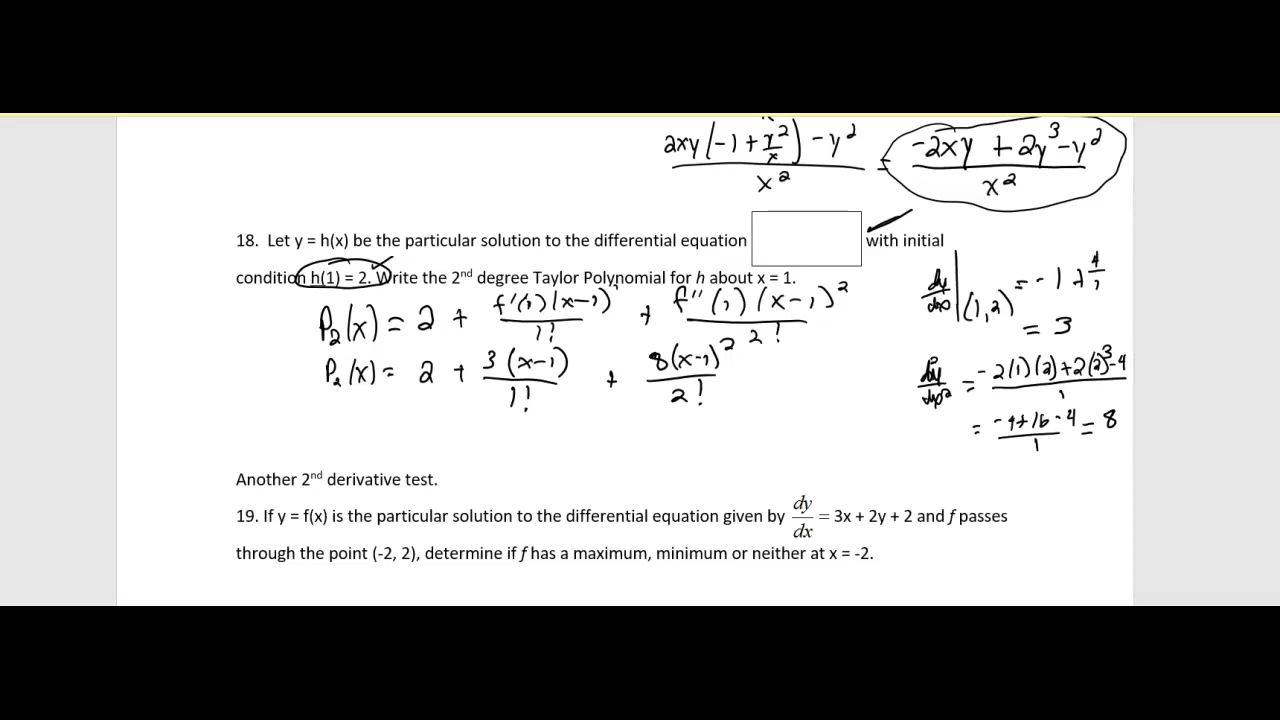 2xy(-1 + y²/x) - y² / x² = -2xy + 2y³ - y² / x²
18. Let y = h(x) be the particular solution to the differential equation with initial
condition h(1) = 2. Write the 2nd degree Taylor Polynomial for h about x = 1.
dy/dx |(1,2) = -1 + 4/1
= 3
P₂(x) = 2 + f'(1)(x-1)/1! + f''(1)(x-1)²/2!
P₂(x) = 2 + 3(x-1)/1! + 8(x-1)²/2!
d²y/dx² = -2(1)(2)+2(2)³-4 / 1
= -4+16-4 / 1 = 8
Another 2nd derivative test.
19. If y = f(x) is the particular solution to the differential equation given by dy/dx = 3x + 2y + 2 and f passes
through the point (-2, 2), determine if f has a maximum, minimum or neither at x = -2.